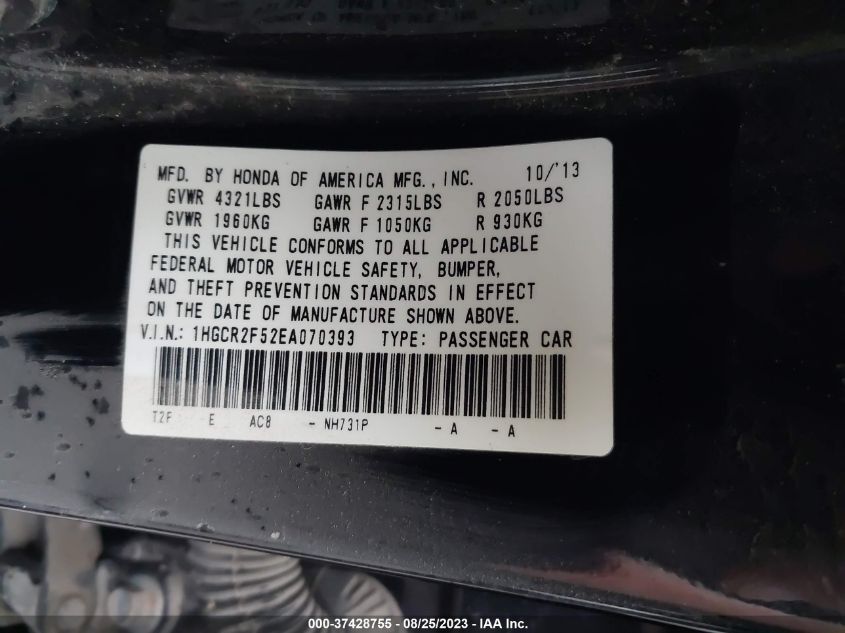 MFD. BY HONDA OF AMERICA MFG., INC. 10/'13
GVWR 4321LBS GAWR F 2315LBS R 2050LBS
GVWR 1960KG GAWR F 1050KG R 930KG
THIS VEHICLE CONFORMS TO ALL APPLICABLE
FEDERAL MOTOR VEHICLE SAFETY, BUMPER,
AND THEFT PREVENTION STANDARDS IN EFFECT
ON THE DATE OF MANUFACTURE SHOWN ABOVE.
V.I.N.: 1HGCR2F52EA070393 TYPE: PASSENGER CAR
T2F E AC8 - NH731P - A - A
000-37428755 - 08/25/2023 - IAA Inc.